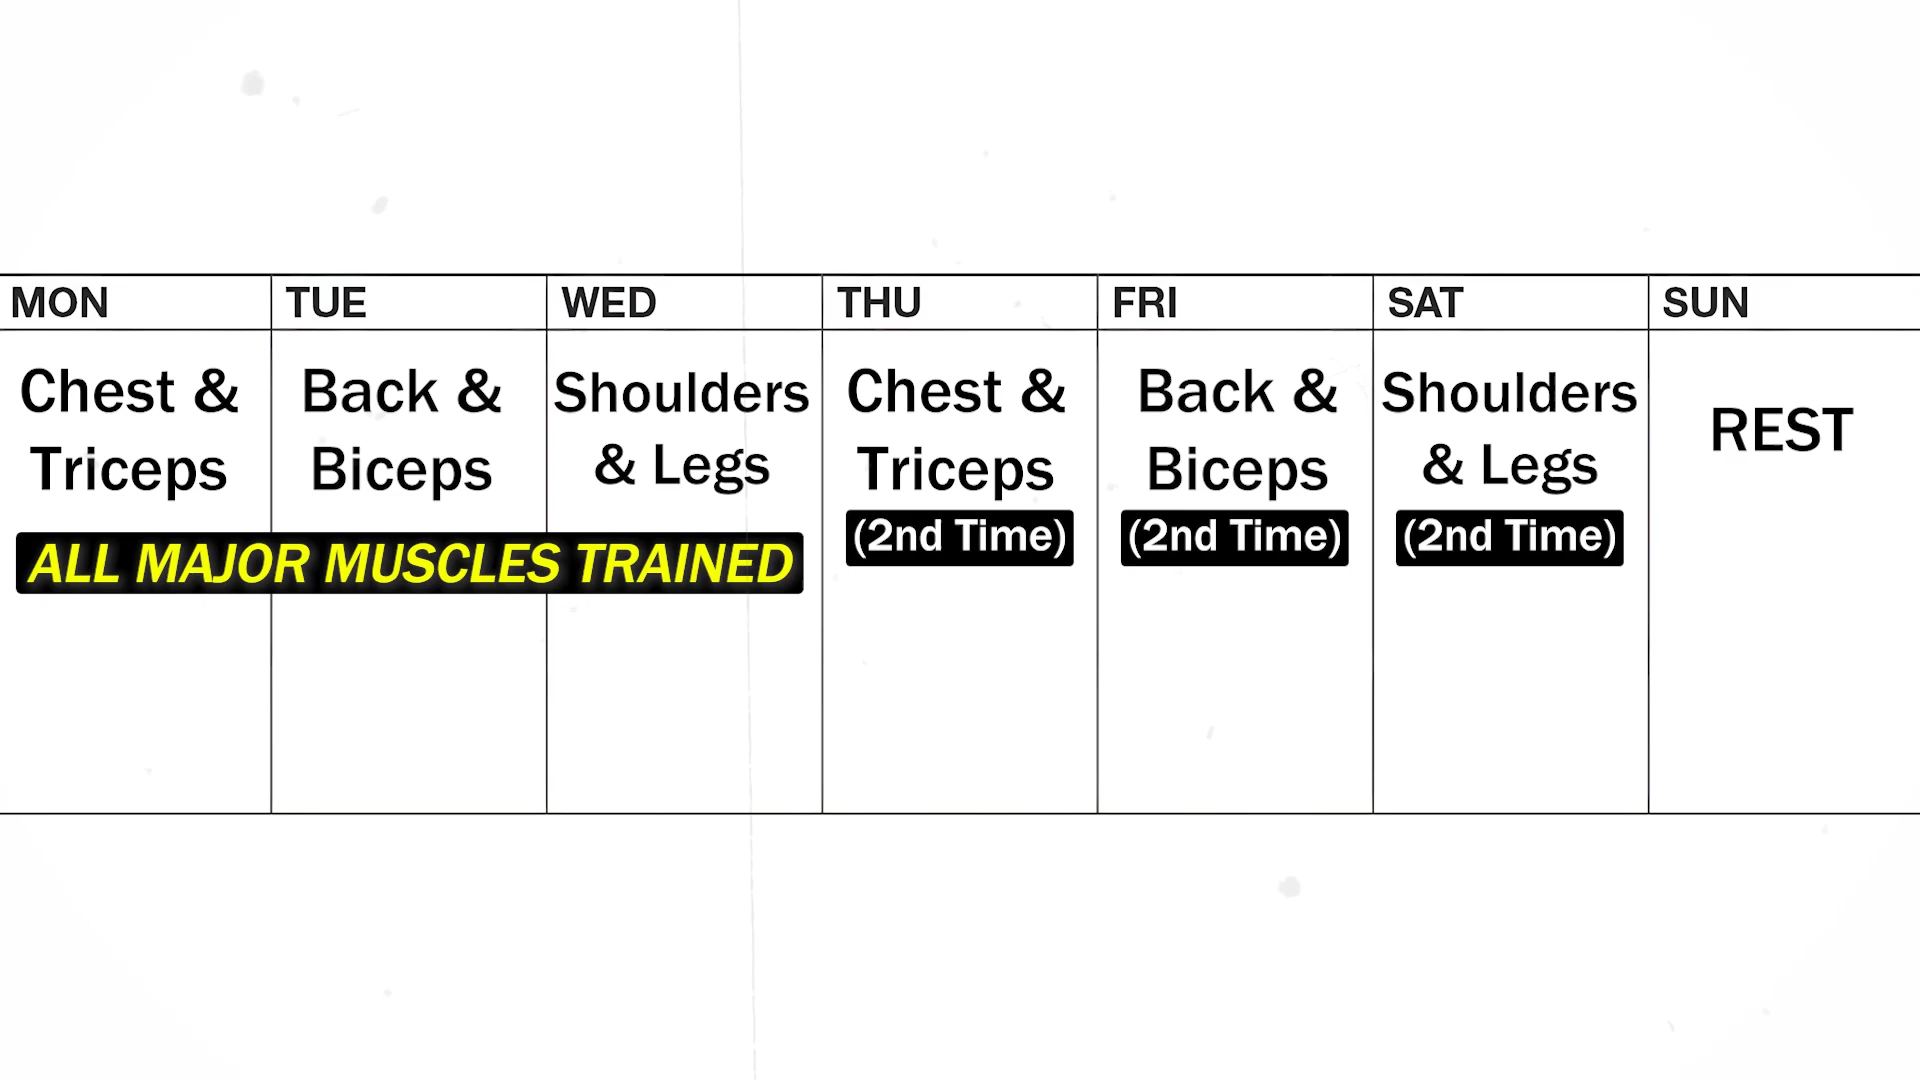 MON
TUE
WED
THU
FRI
SAT
SUN
Chest &
Triceps
Back &
Biceps
Shoulders
& Legs
ALL MAJOR MUSCLES TRAINED
Chest &
Triceps
(2nd Time)
Back &
Biceps
(2nd Time)
Shoulders
& Legs
(2nd Time)
REST